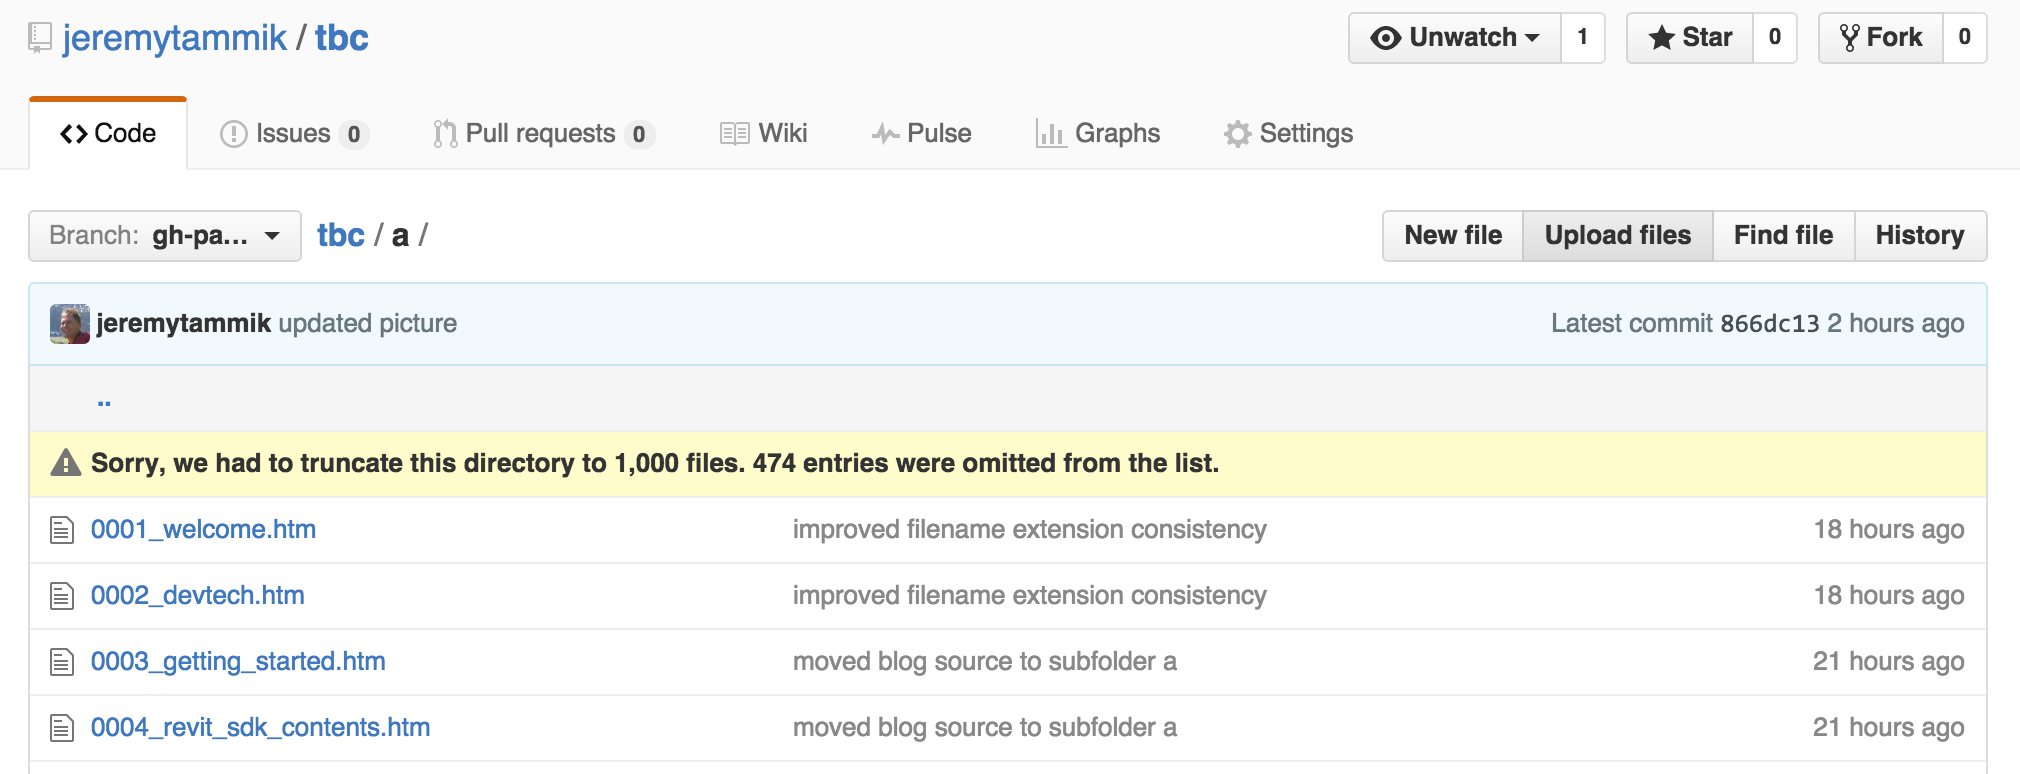 jeremytammik / tbc Unwatch 1 Star 0 Fork 0
Code Issues 0 Pull requests 0 Wiki Pulse Graphs Settings
Branch: gh-pa... tbc / a / New file Upload files Find file History
jeremytammik updated picture Latest commit 866dc13 2 hours ago
..
Sorry, we had to truncate this directory to 1,000 files. 474 entries were omitted from the list.
0001_welcome.htm improved filename extension consistency 18 hours ago
0002_devtech.htm improved filename extension consistency 18 hours ago
0003_getting_started.htm moved blog source to subfolder a 21 hours ago
0004_revit_sdk_contents.htm moved blog source to subfolder a 21 hours ago